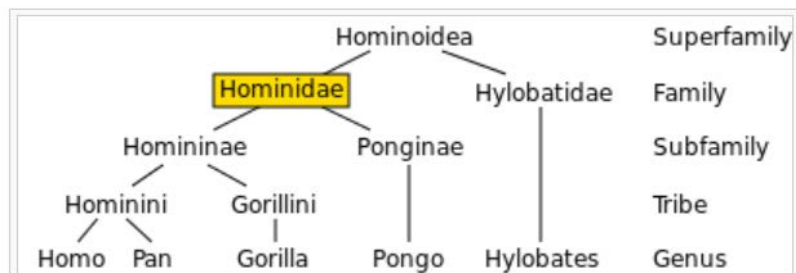 Hominoidea Superfamily
Hominidae Hylobatidae Family
Homininae Ponginae Subfamily
Hominini Gorillini Tribe
Homo Pan Gorilla Pongo Hylobates Genus